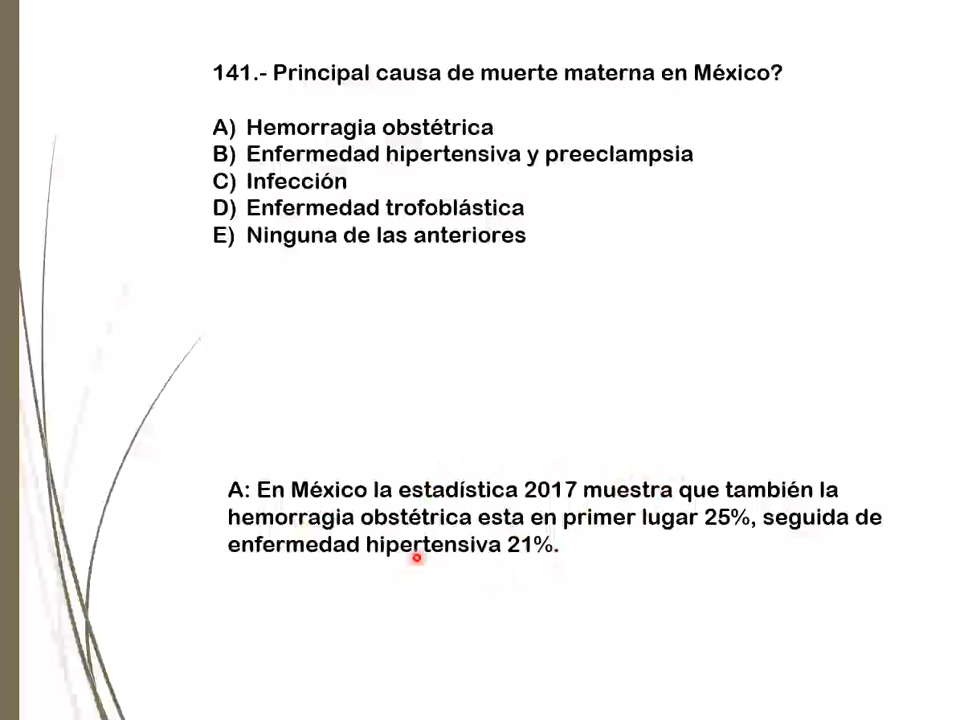 141.- Principal causa de muerte materna en México?
A) Hemorragia obstétrica
B) Enfermedad hipertensiva y preeclampsia
C) Infección
D) Enfermedad trofoblástica
E) Ninguna de las anteriores
A: En México la estadística 2017 muestra que también la
hemorragia obstétrica esta en primer lugar 25%, seguida de
enfermedad hipertensiva 21%.